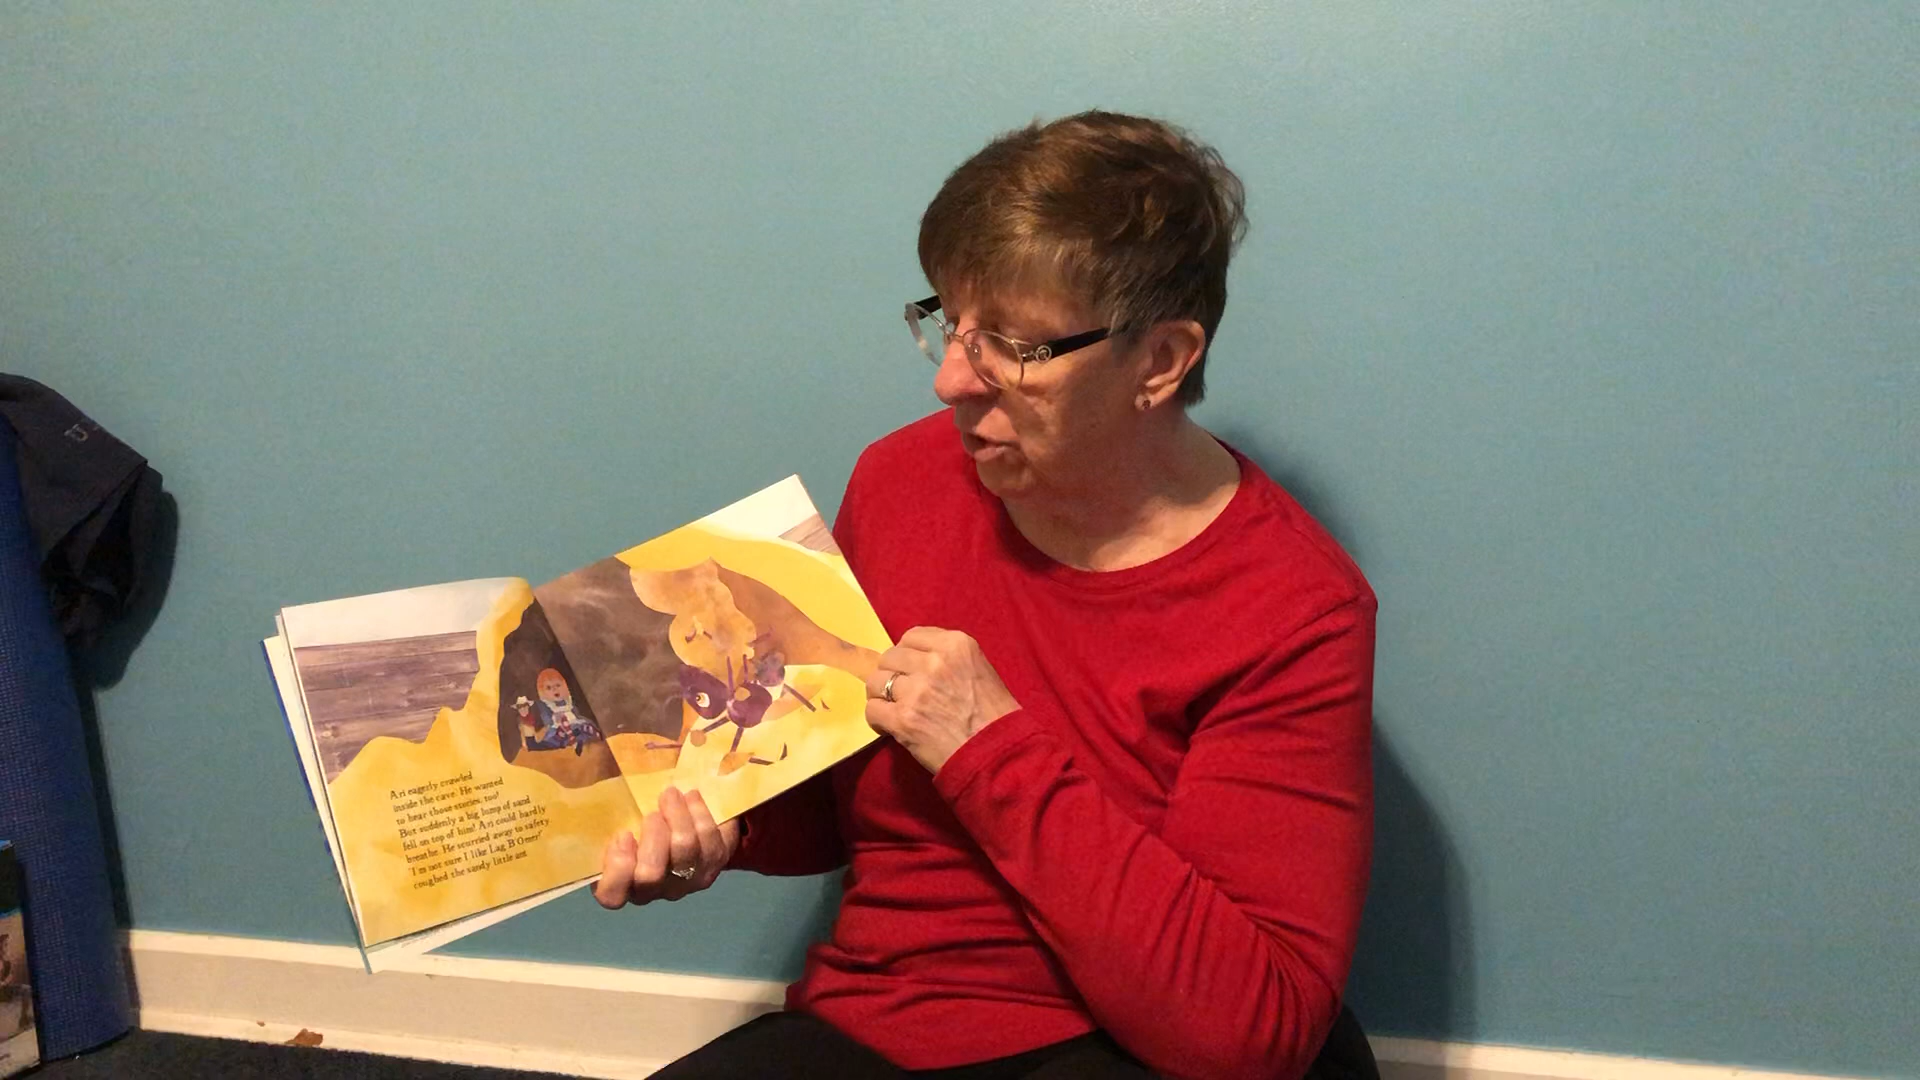 Ari eagerly crawled
inside the cave. He wanted
to hear those stories, too!
But suddenly a big lump of sand
fell on top of him! Ari could hardly
breathe. He scurried away to safety.
"I'm not sure I like Lag B'Omer!"
coughed the sandy little ant.
U